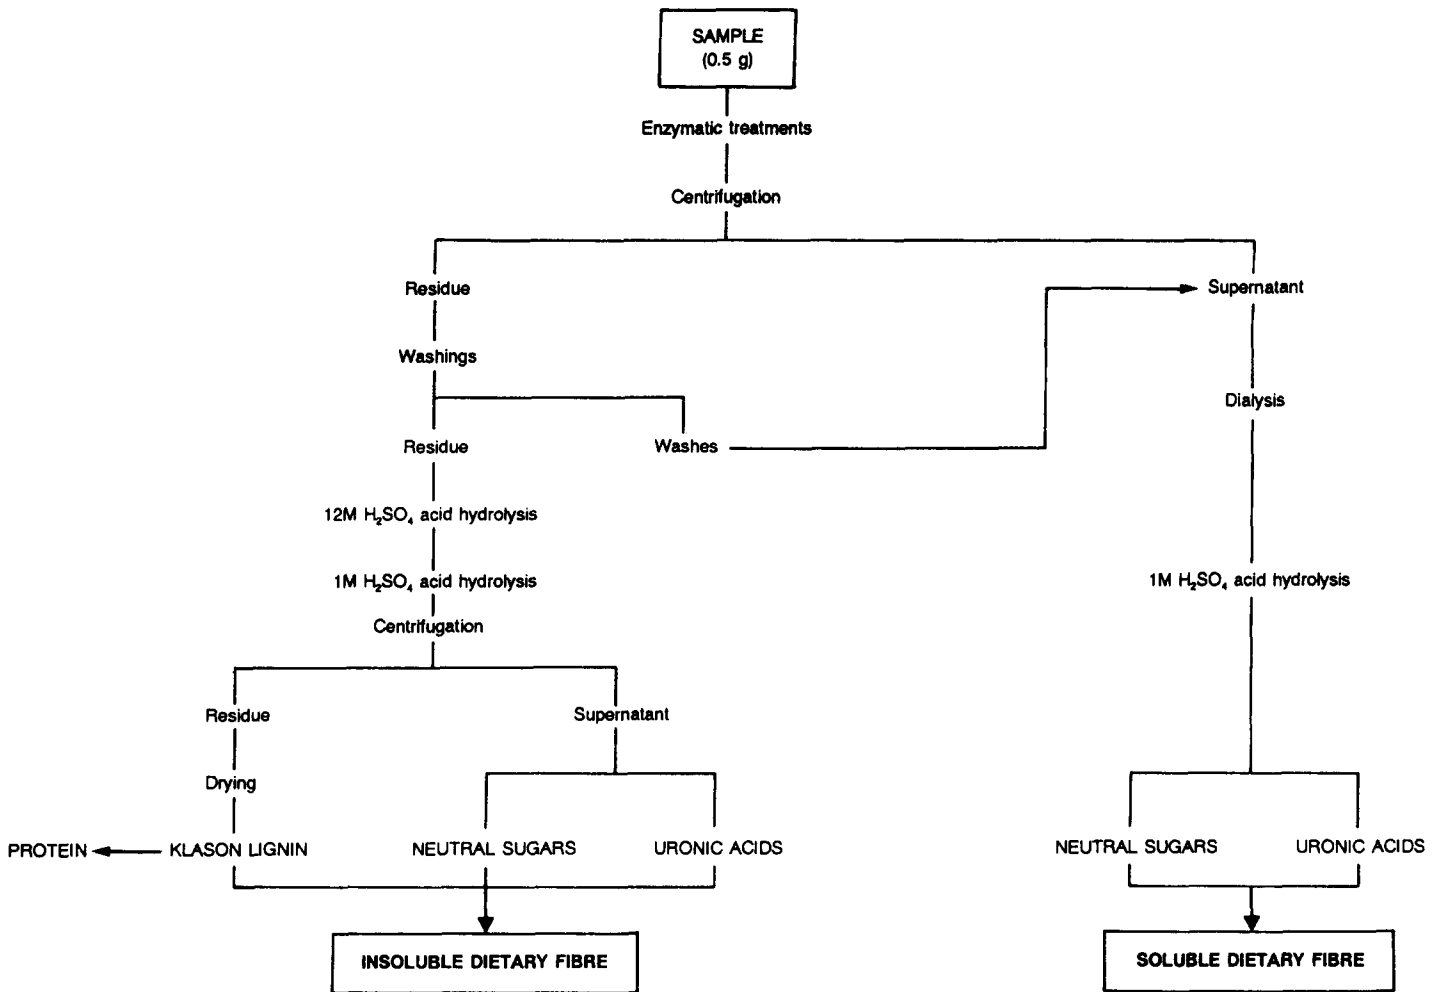 SAMPLE
(0.5 g)
Enzymatic treatments
Centrifugation
Residue
Supernatant
Washings
Dialysis
Residue
Washes
12M H₂SO₄ acid hydrolysis
1M H₂SO₄ acid hydrolysis
1M H₂SO₄ acid hydrolysis
Centrifugation
Residue
Supernatant
Drying
PROTEIN
KLASON LIGNIN
NEUTRAL SUGARS
URONIC ACIDS
NEUTRAL SUGARS
URONIC ACIDS
INSOLUBLE DIETARY FIBRE
SOLUBLE DIETARY FIBRE